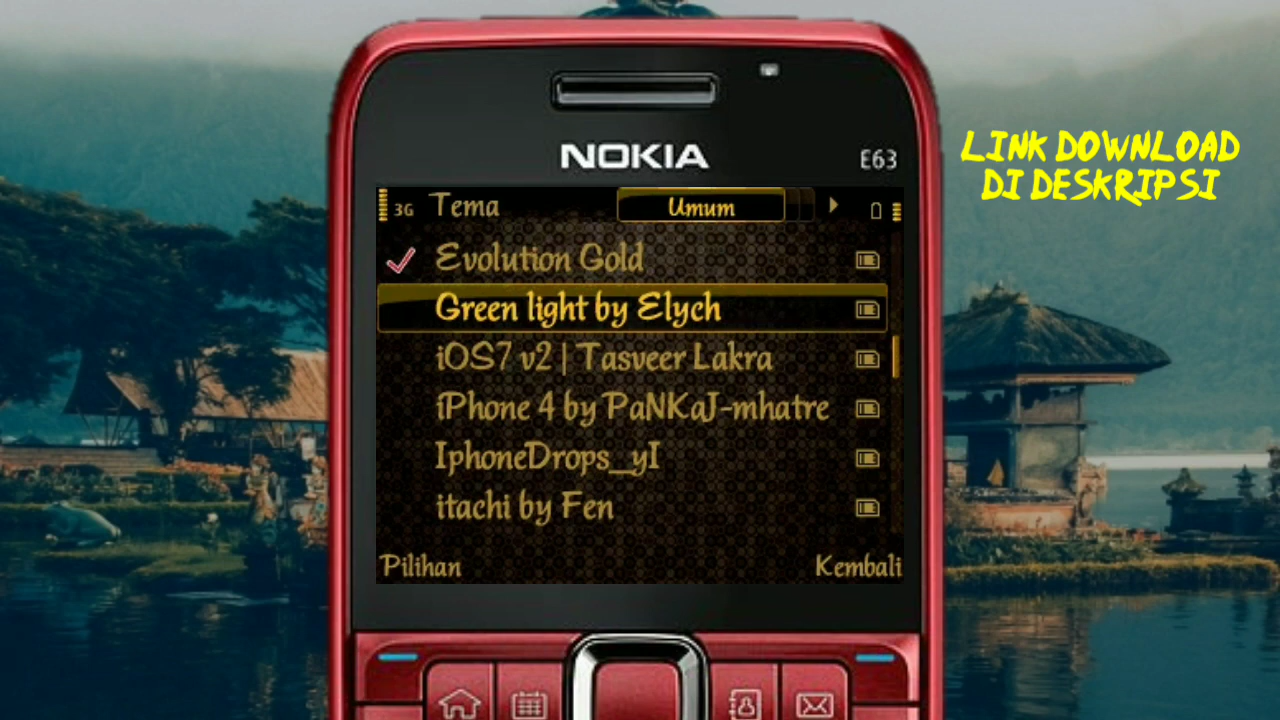 NOKIA
E63
LINK DOWNLOAD
DI DESKRIPSI
3G Tema Umum
Evolution Gold
Green light by Elych
iOS7 v2 | Tasveer Lakra
iPhone 4 by PaNKaJ-mhatre
IphoneDrops_yI
itachi by Fen
Pilihan Kembali